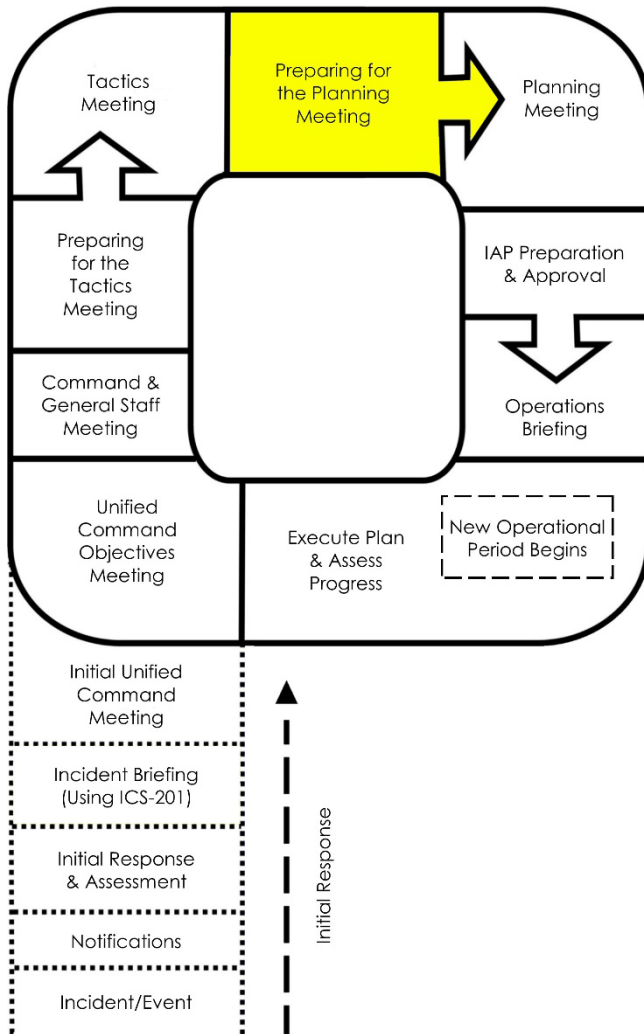 Tactics
Meeting
Preparing for
the Planning
Meeting
Planning
Meeting
Preparing
for the
Tactics
Meeting
IAP Preparation
& Approval
Command &
General Staff
Meeting
Operations
Briefing
Unified
Command
Objectives
Meeting
Execute Plan
& Assess
Progress
New Operational
Period Begins
Initial Unified
Command
Meeting
Incident Briefing
(Using ICS-201)
Initial Response
& Assessment
Notifications
Incident/Event
Initial Response